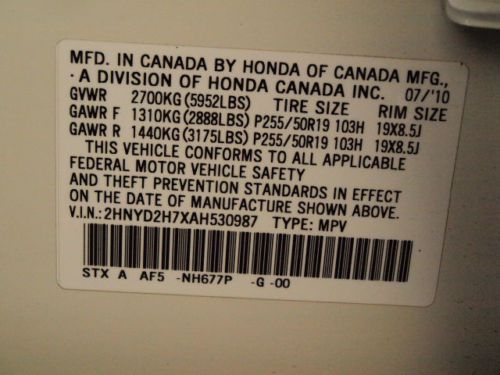 MFD. IN CANADA BY HONDA OF CANADA MFG.,
A DIVISION OF HONDA CANADA INC. 07/'10
GVWR 2700KG(5952LBS) TIRE SIZE RIM SIZE
GAWR F 1310KG(2888LBS) P255/50R19 103H 19X8.5J
GAWR R 1440KG(3175LBS) P255/50R19 103H 19X8.5J
THIS VEHICLE CONFORMS TO ALL APPLICABLE
FEDERAL MOTOR VEHICLE SAFETY
AND THEFT PREVENTION STANDARDS IN EFFECT
ON THE DATE OF MANUFACTURE SHOWN ABOVE.
V.I.N.:2HNYD2H7XAH530987 TYPE: MPV
STX A AF5 -NH677P -G -00